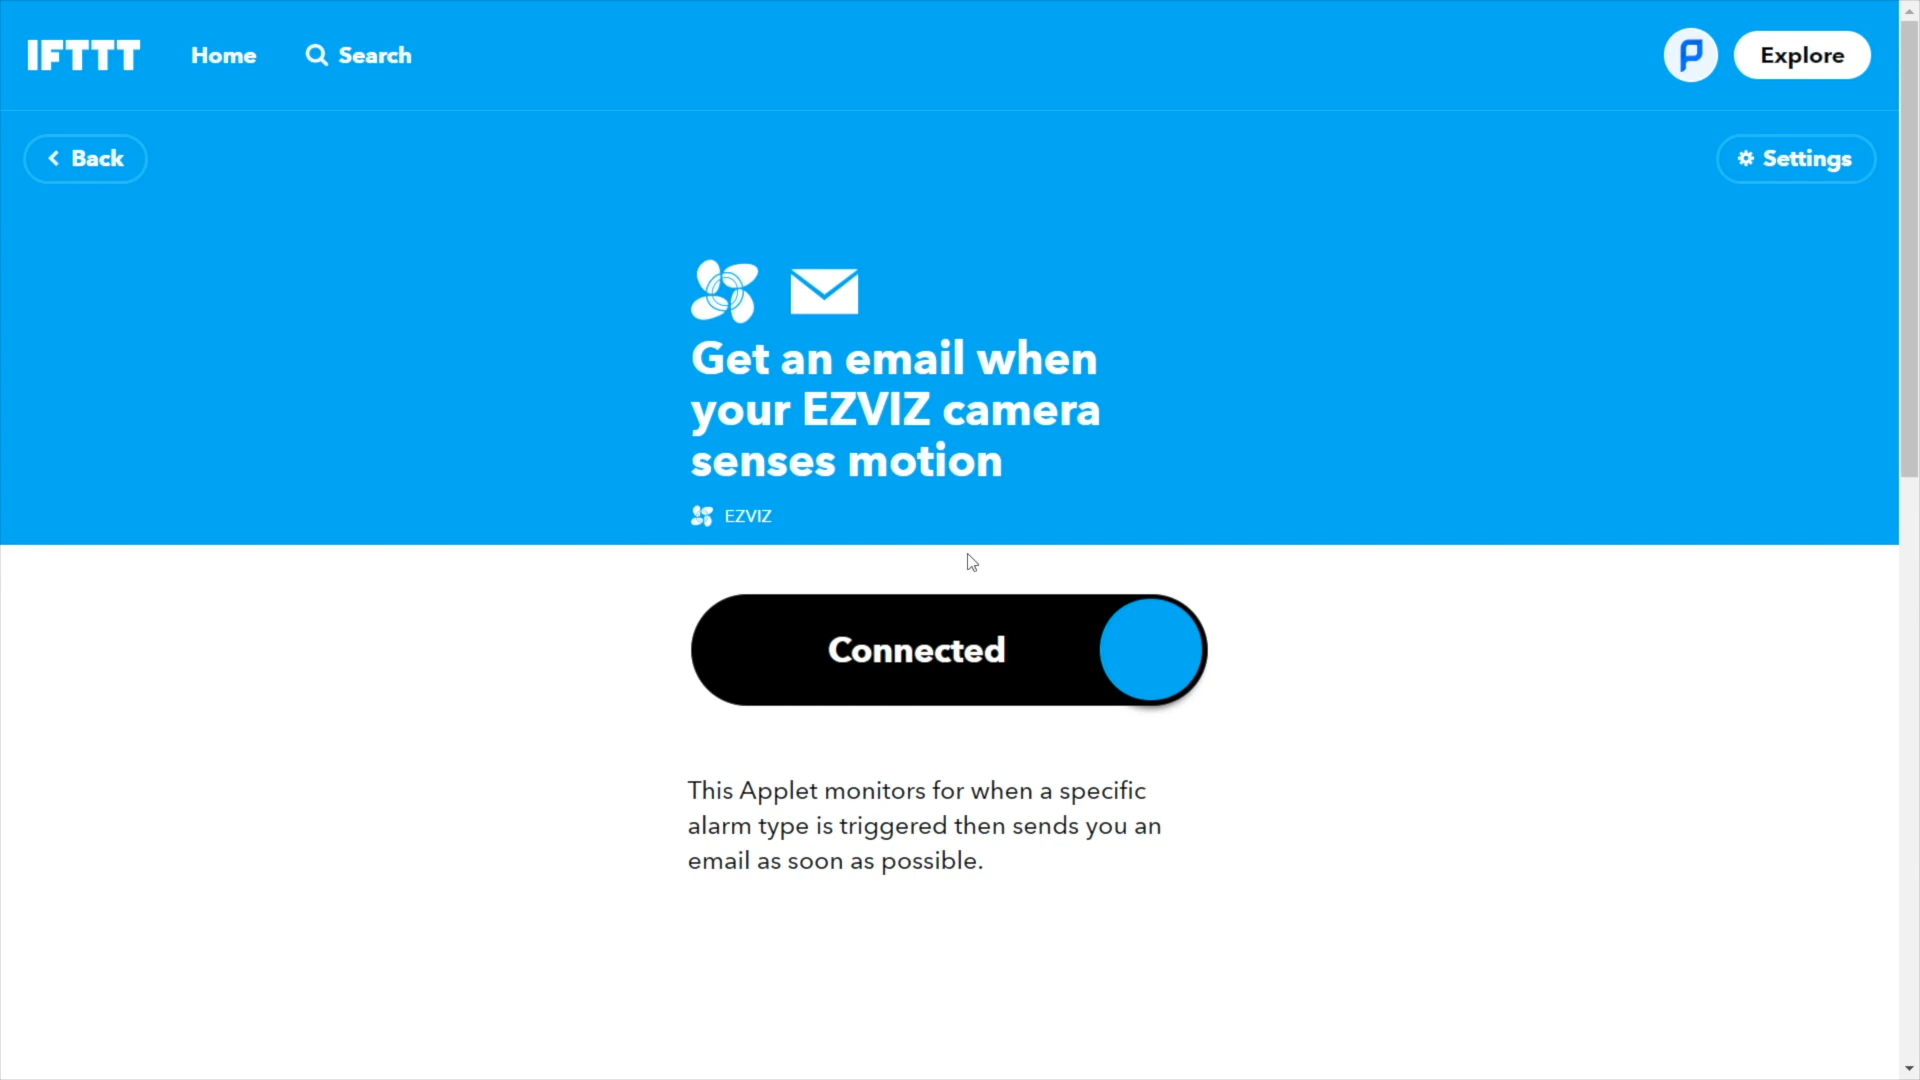 IFTTT
Home
Search
Explore
Back
Settings
Get an email when
your EZVIZ camera
senses motion
EZVIZ
Connected
This Applet monitors for when a specific
alarm type is triggered then sends you an
email as soon as possible.